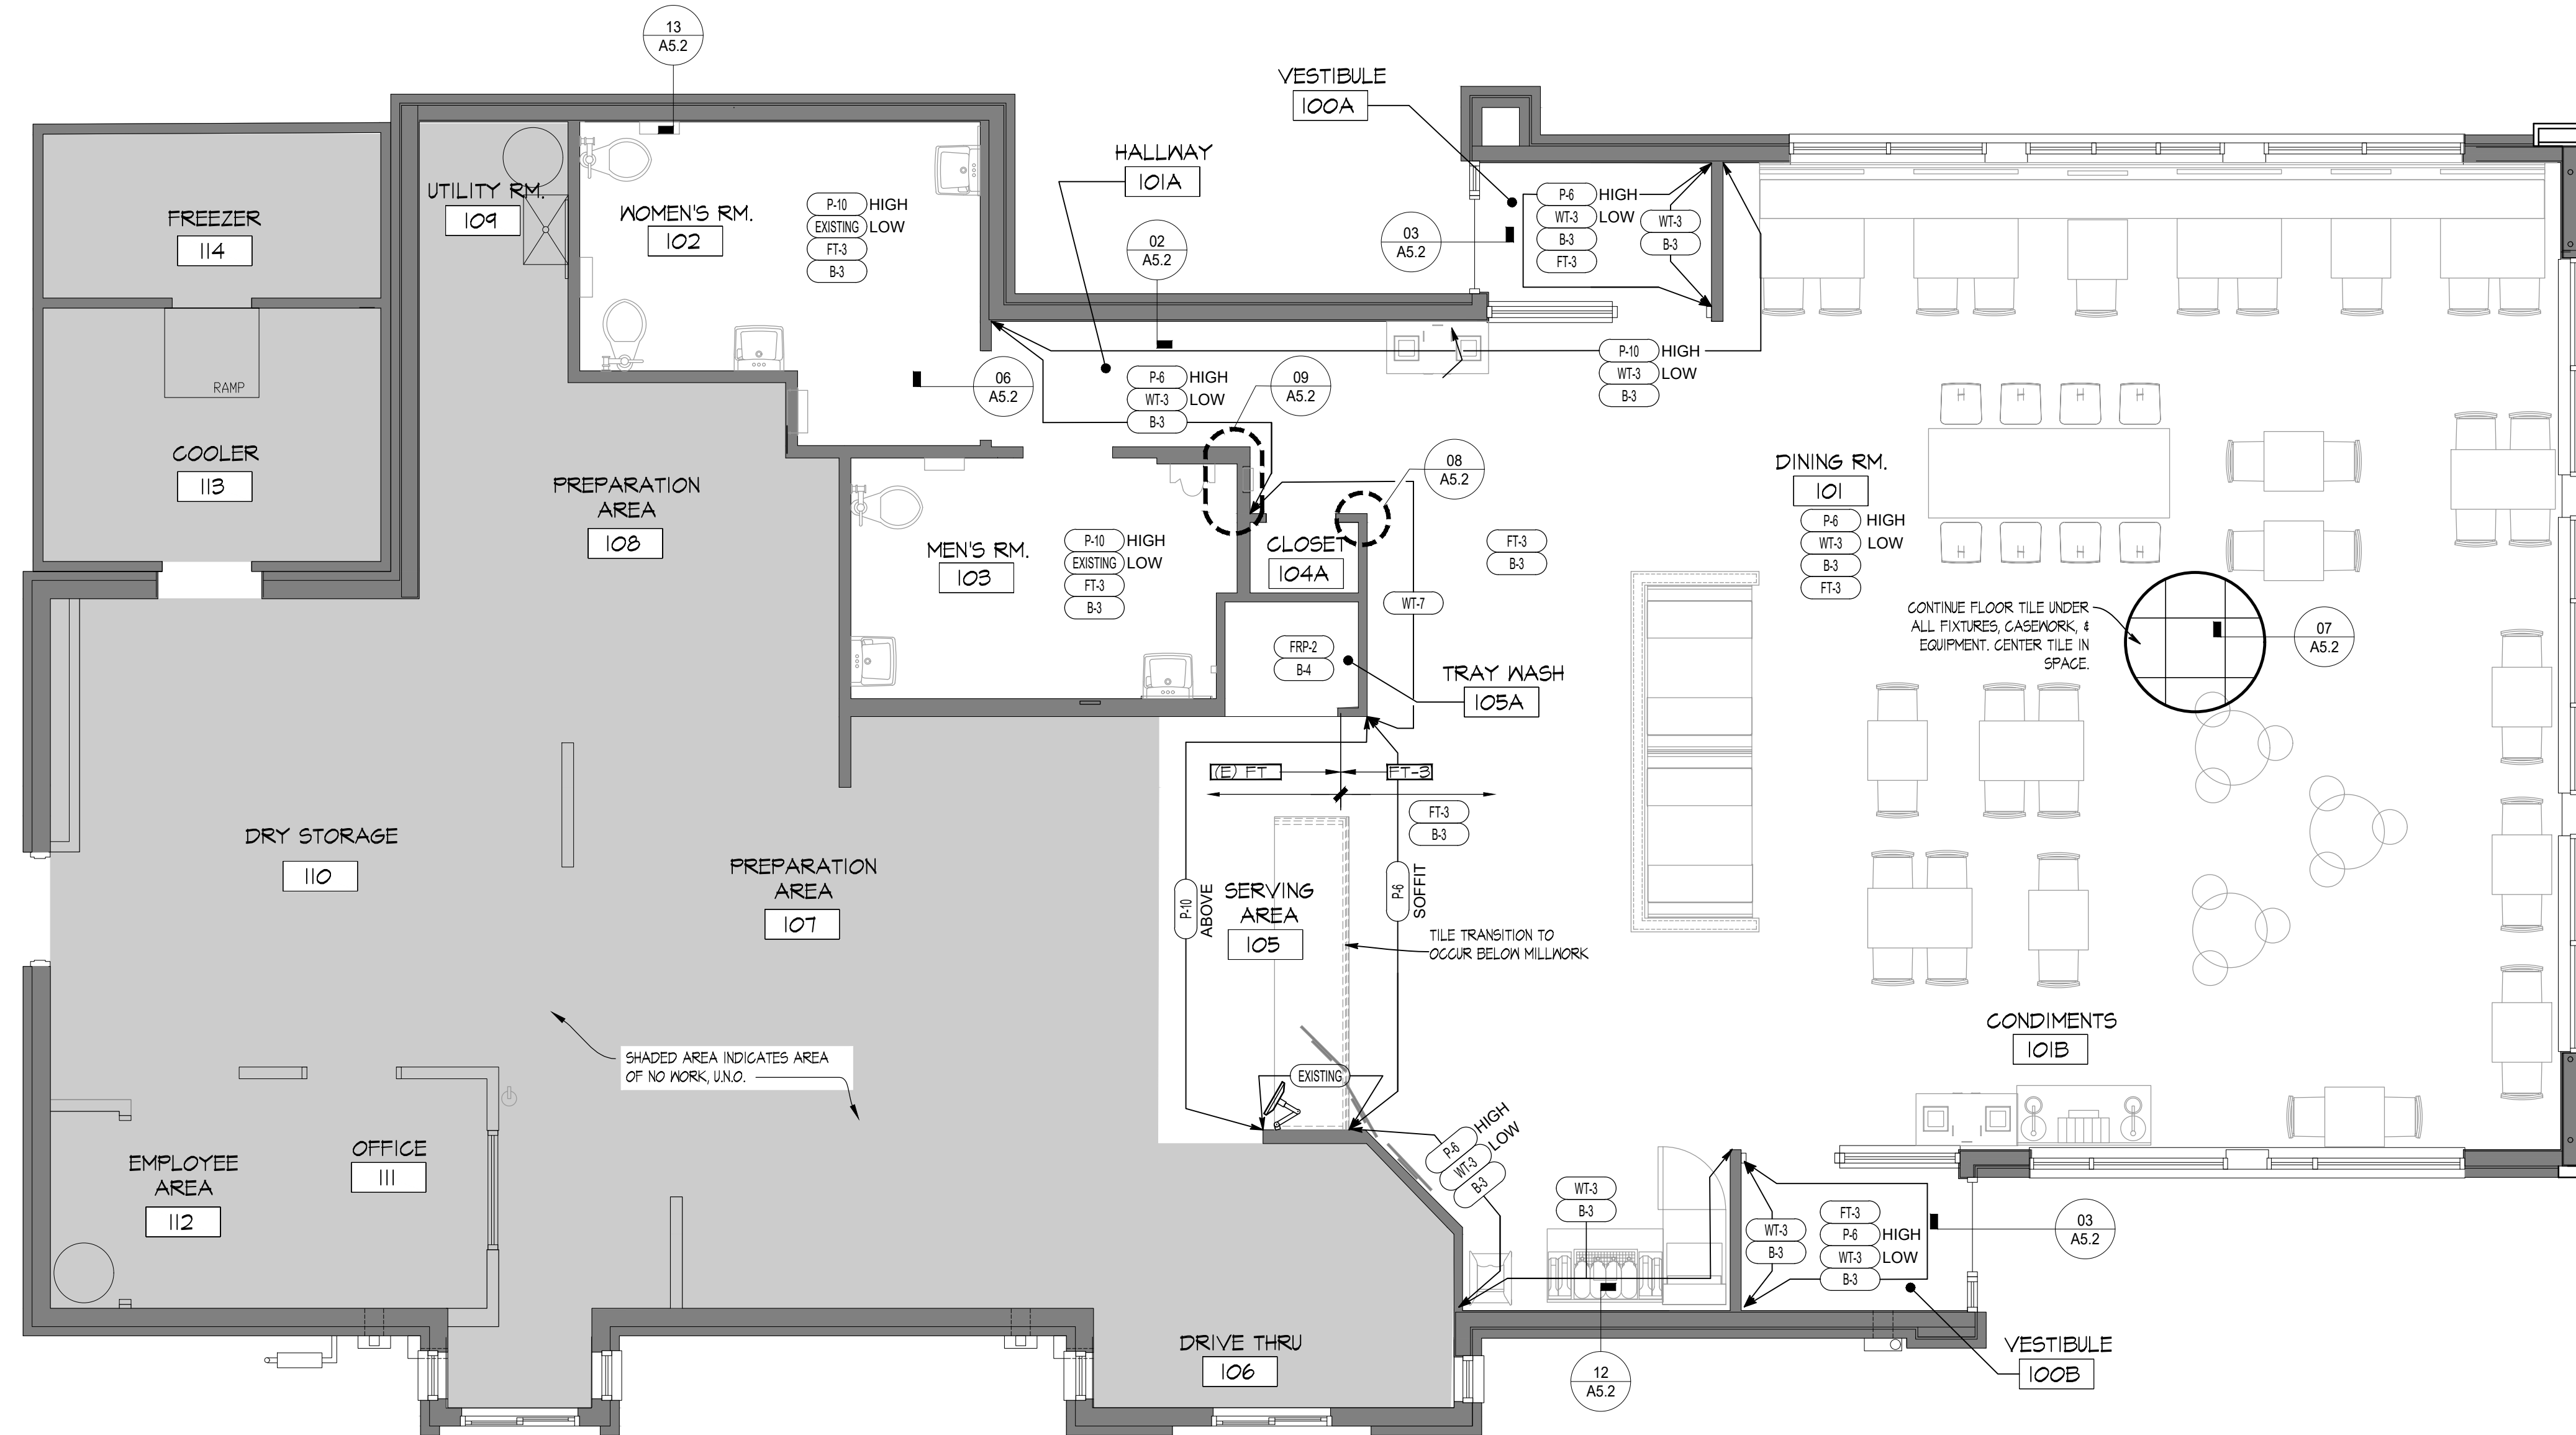 13
A5.2
VESTIBULE
100A
HALLWAY
101A
FREEZER
114
UTILITY RM.
109
WOMEN'S RM.
102
P-10 HIGH
EXISTING LOW
FT-3
B-3
02
A5.2
03
A5.2
P-6 HIGH
WT-3 LOW
B-3
FT-3
WT-3
B-3
RAMP
COOLER
113
06
A5.2
P-6 HIGH
WT-3 LOW
B-3
09
A5.2
P-10 HIGH
WT-3 LOW
B-3
08
A5.2
PREPARATION
AREA
108
MEN'S RM.
103
P-10 HIGH
EXISTING LOW
FT-3
B-3
CLOSET
104A
FT-3
B-3
WT-7
FRP-2
B-4
TRAY WASH
105A
DINING RM.
101
P-6 HIGH
WT-3 LOW
B-3
FT-3
H H H H
H H H H
CONTINUE FLOOR TILE UNDER
ALL FIXTURES, CASEWORK, &
EQUIPMENT. CENTER TILE IN
SPACE.
07
A5.2
(E) FT
FT-3
FT-3
B-3
DRY STORAGE
110
PREPARATION
AREA
107
P-10
ABOVE
SERVING
AREA
105
P-6
SOFFIT
TILE TRANSITION TO
OCCUR BELOW MILLWORK
CONDIMENTS
101B
SHADED AREA INDICATES AREA
OF NO WORK, U.N.O.
EXISTING
P-6 HIGH
WT-3 LOW
B-3
EMPLOYEE
AREA
112
OFFICE
111
WT-3
B-3
WT-3
B-3
FT-3
P-6 HIGH
WT-3 LOW
B-3
03
A5.2
DRIVE THRU
106
12
A5.2
VESTIBULE
100B